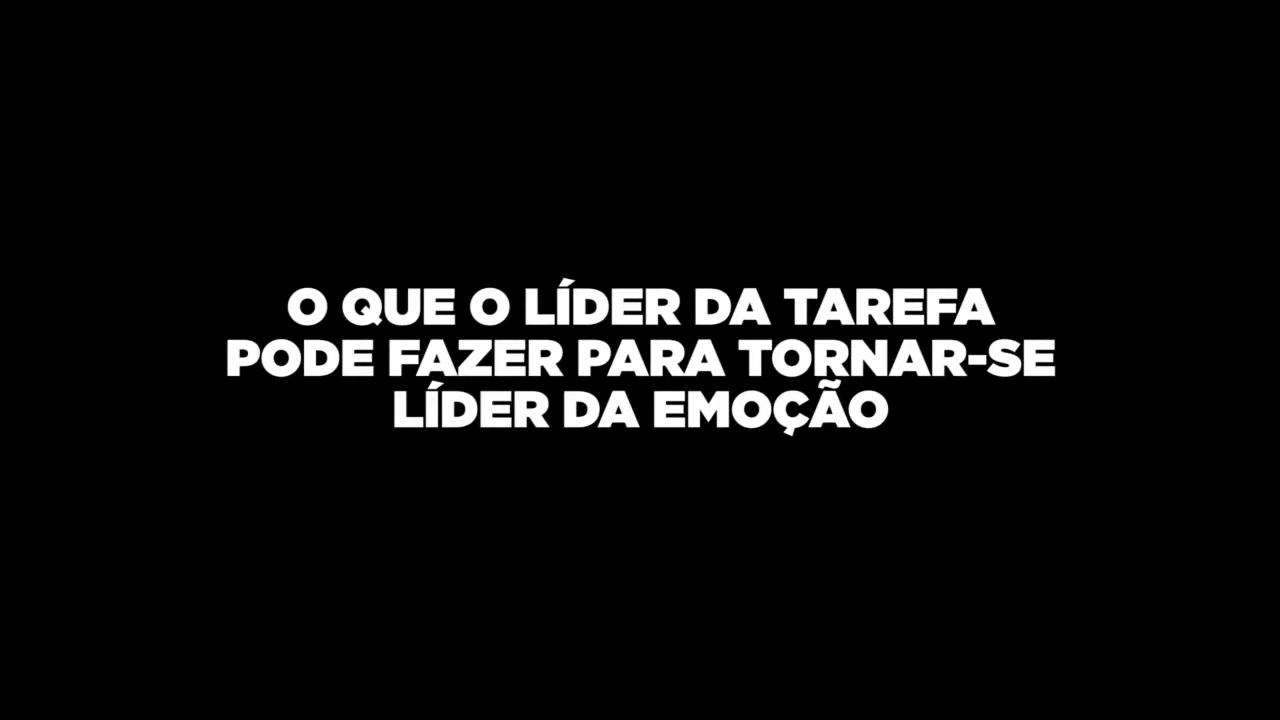 O QUE O LÍDER DA TAREFA
PODE FAZER PARA TORNAR-SE
LÍDER DA EMOÇÃO